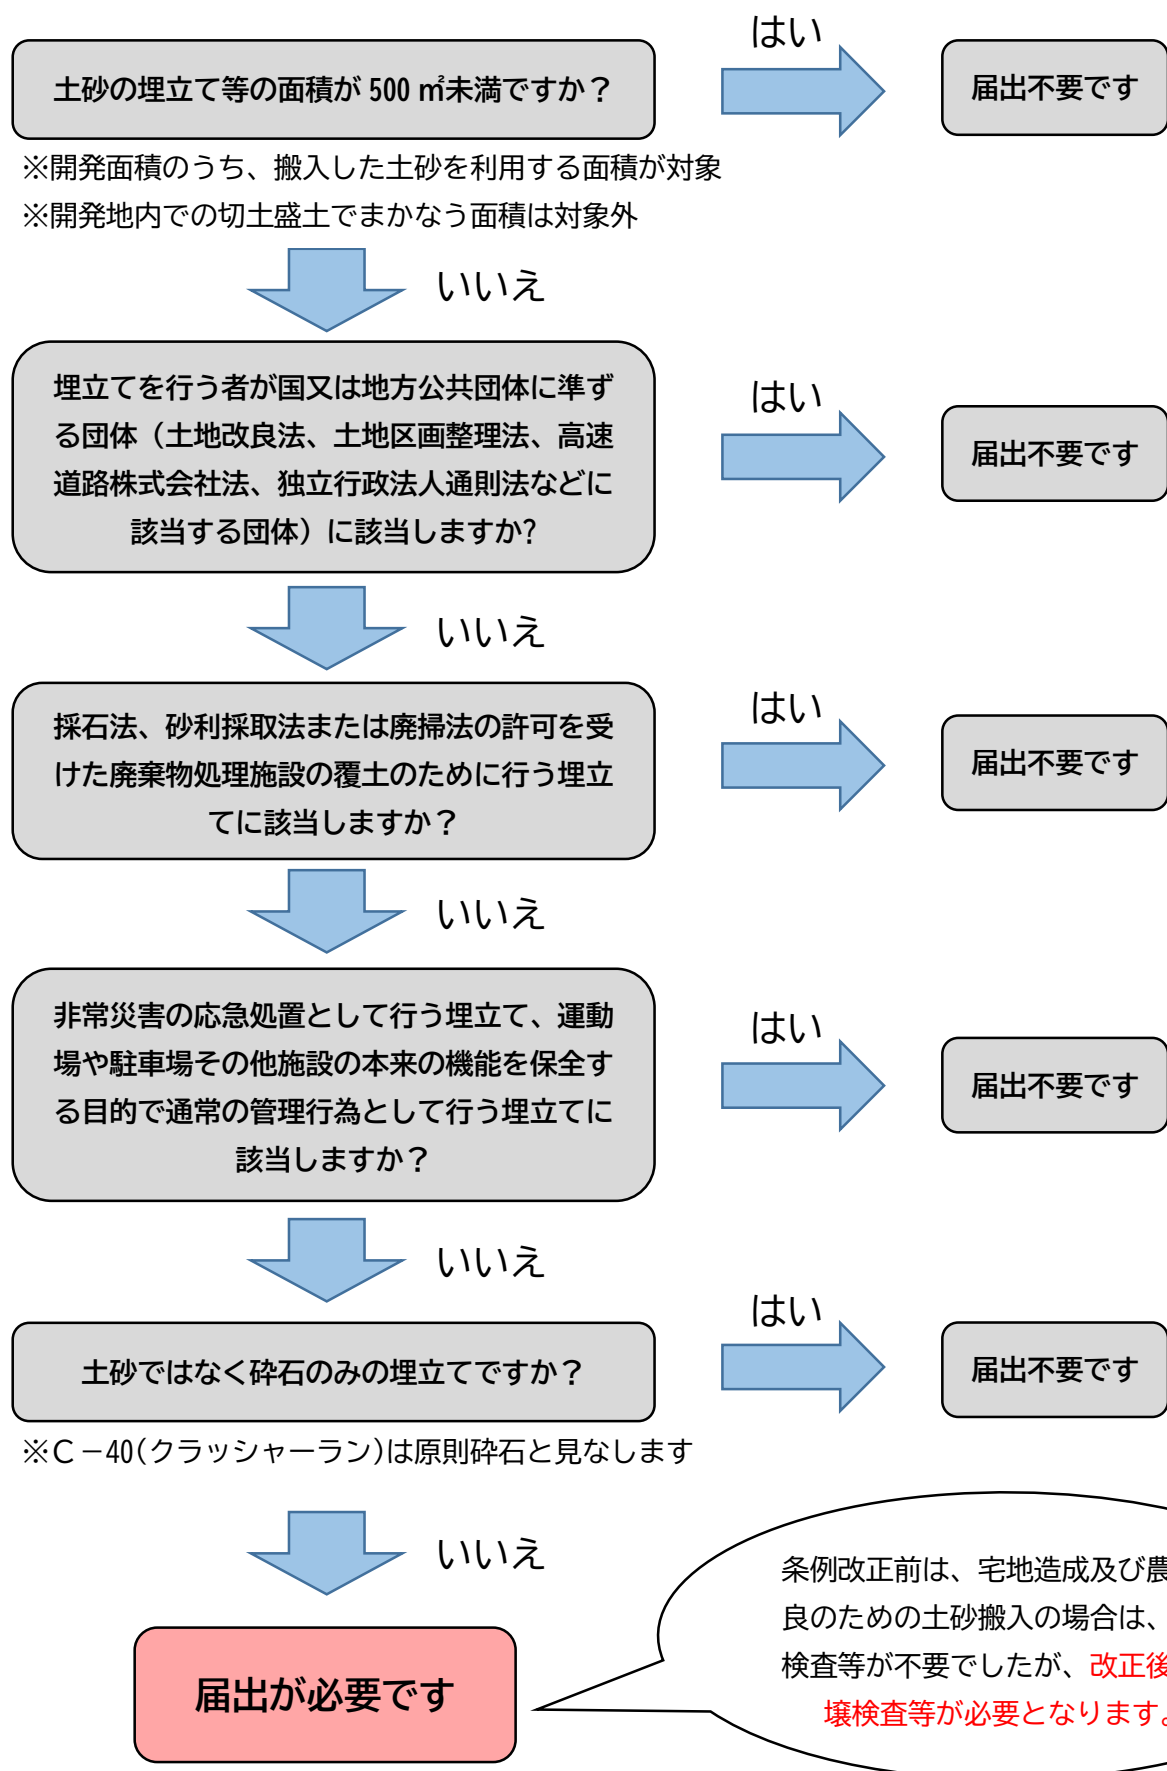 はい
土砂の埋立て等の面積が 500 ㎡未満ですか？
届出不要です
※開発面積のうち、搬入した土砂を利用する面積が対象
※開発地内での切土盛土でまかなう面積は対象外
いいえ
埋立てを行う者が国又は地方公共団体に準ず
る団体（土地改良法、土地区画整理法、高速
道路株式会社法、独立行政法人通則法などに
該当する団体）に該当しますか?
はい
届出不要です
いいえ
採石法、砂利採取法または廃掃法の許可を受
けた廃棄物処理施設の覆土のために行う埋立
てに該当しますか？
はい
届出不要です
いいえ
非常災害の応急処置として行う埋立て、運動
場や駐車場その他施設の本来の機能を保全す
る目的で通常の管理行為として行う埋立てに
該当しますか？
はい
届出不要です
いいえ
土砂ではなく砕石のみの埋立てですか？
はい
届出不要です
※Ｃ－40(クラッシャーラン)は原則砕石と見なします
いいえ
届出が必要です
条例改正前は、宅地造成及び農
良のための土砂搬入の場合は、
検査等が不要でしたが、改正後
壌検査等が必要となります。